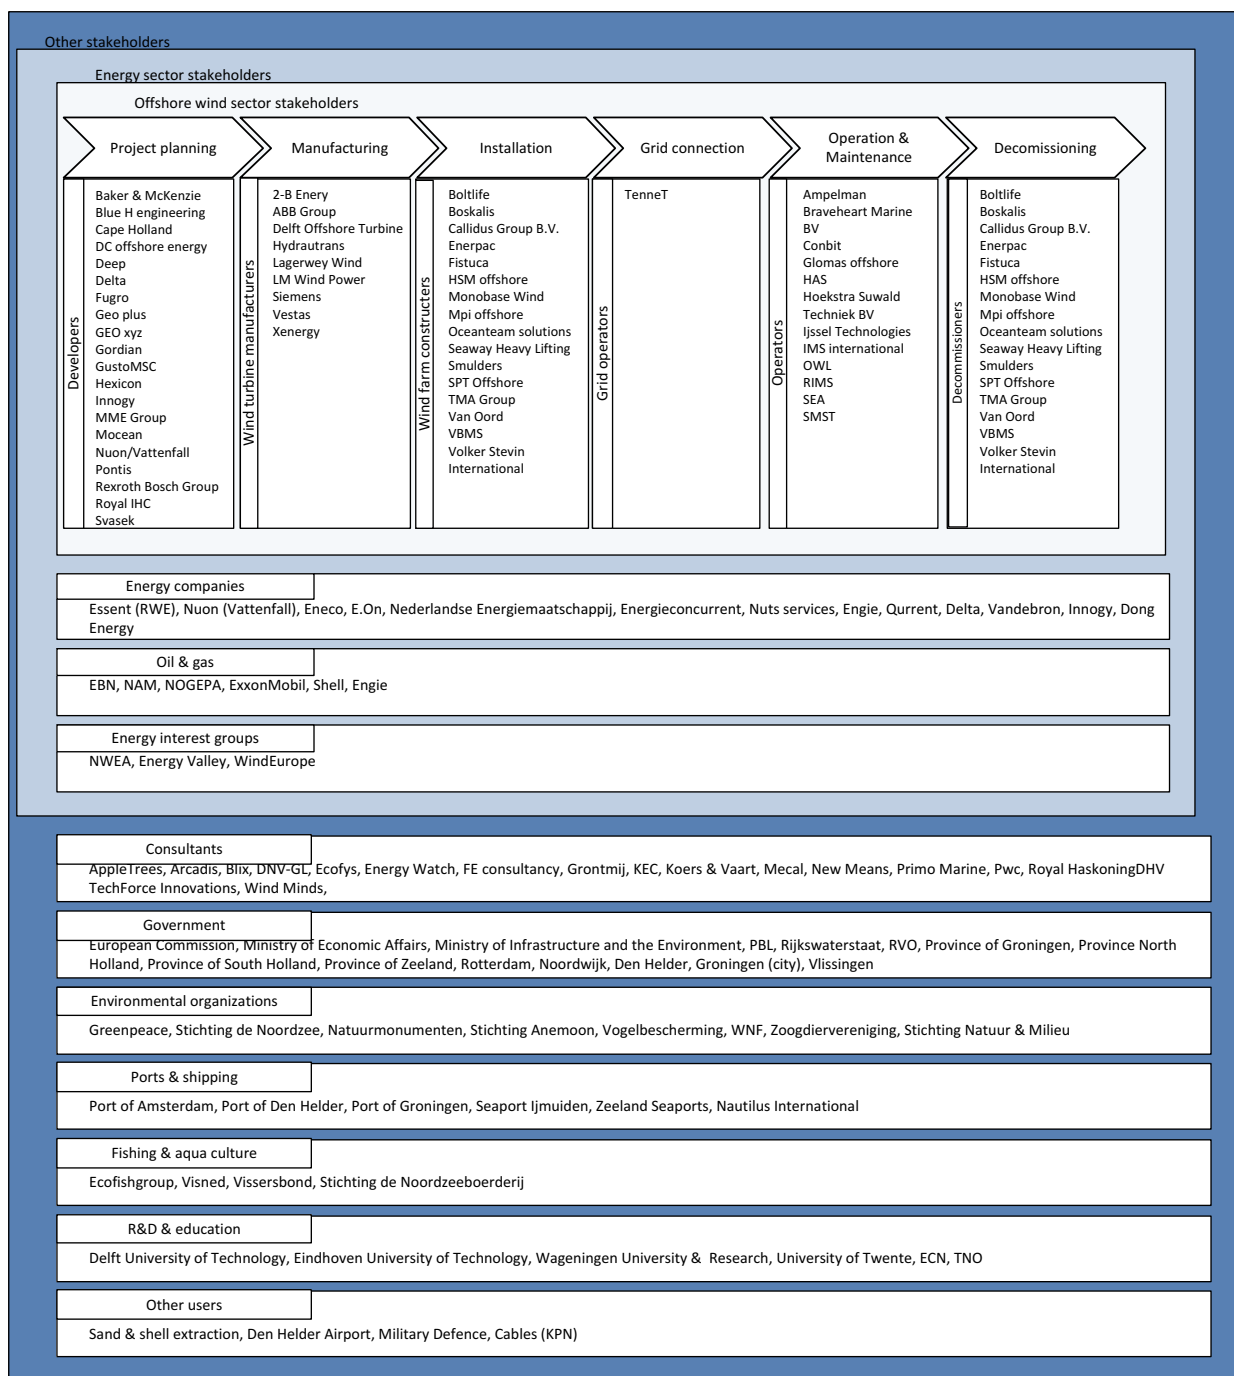 Other stakeholders
Energy sector stakeholders
Offshore wind sector stakeholders
Project planning
Manufacturing
Installation
Grid connection
Operation &
Maintenance
Decomissioning
Developers
Baker & McKenzie
Blue H engineering
Cape Holland
DC offshore energy
Deep
Delta
Fugro
Geo plus
GEO xyz
Gordian
GustoMSC
Hexicon
Innogy
MME Group
Mocean
Nuon/Vattenfall
Pontis
Rexroth Bosch Group
Royal IHC
Svasek
Wind turbine manufacturers
2-B Enery
ABB Group
Delft Offshore Turbine
Hydrautrans
Lagerwey Wind
LM Wind Power
Siemens
Vestas
Xenergy
Wind farm constructers
Boltlife
Boskalis
Callidus Group B.V.
Enerpac
Fistuca
HSM offshore
Monobase Wind
Mpi offshore
Oceanteam solutions
Seaway Heavy Lifting
Smulders
SPT Offshore
TMA Group
Van Oord
VBMS
Volker Stevin
International
Grid operators
TenneT
Operators
Ampelman
Braveheart Marine
BV
Conbit
Glomas offshore
HAS
Hoekstra Suwald
Techniek BV
Ijssel Technologies
IMS international
OWL
RIMS
SEA
SMST
Decommissioners
Boltlife
Boskalis
Callidus Group B.V.
Enerpac
Fistuca
HSM offshore
Monobase Wind
Mpi offshore
Oceanteam solutions
Seaway Heavy Lifting
Smulders
SPT Offshore
TMA Group
Van Oord
VBMS
Volker Stevin
International
Energy companies
Essent (RWE), Nuon (Vattenfall), Eneco, E.On, Nederlandse Energiemaatschappij, Energieconcurrent, Nuts services, Engie, Qurrent, Delta, Vandebron, Innogy, Dong
Energy
Oil & gas
EBN, NAM, NOGEPA, ExxonMobil, Shell, Engie
Energy interest groups
NWEA, Energy Valley, WindEurope
Consultants
AppleTrees, Arcadis, Blix, DNV-GL, Ecofys, Energy Watch, FE consultancy, Grontmij, KEC, Koers & Vaart, Mecal, New Means, Primo Marine, Pwc, Royal HaskoningDHV
TechForce Innovations, Wind Minds,
Government
European Commission, Ministry of Economic Affairs, Ministry of Infrastructure and the Environment, PBL, Rijkswaterstaat, RVO, Province of Groningen, Province North
Holland, Province of South Holland, Province of Zeeland, Rotterdam, Noordwijk, Den Helder, Groningen (city), Vlissingen
Environmental organizations
Greenpeace, Stichting de Noordzee, Natuurmonumenten, Stichting Anemoon, Vogelbescherming, WNF, Zoogdiervereniging, Stichting Natuur & Milieu
Ports & shipping
Port of Amsterdam, Port of Den Helder, Port of Groningen, Seaport Ijmuiden, Zeeland Seaports, Nautilus International
Fishing & aqua culture
Ecofishgroup, Visned, Vissersbond, Stichting de Noordzeeboerderij
R&D & education
Delft University of Technology, Eindhoven University of Technology, Wageningen University & Research, University of Twente, ECN, TNO
Other users
Sand & shell extraction, Den Helder Airport, Military Defence, Cables (KPN)